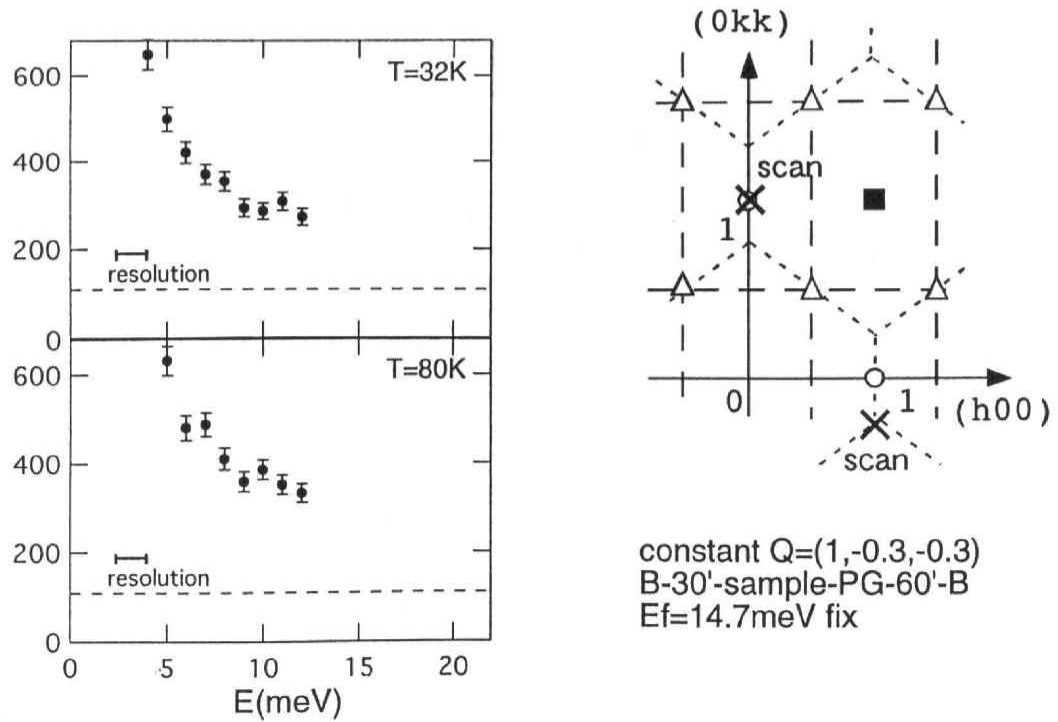 T=32K
600
400
200
resolution
0
T=80K
600
400
200
resolution
0
0 5 10 15 20
E(meV)
(0kk)
scan
1
0
1
(h00)
scan
constant Q=(1,-0.3,-0.3)
B-30'-sample-PG-60'-B
Ef=14.7meV fix